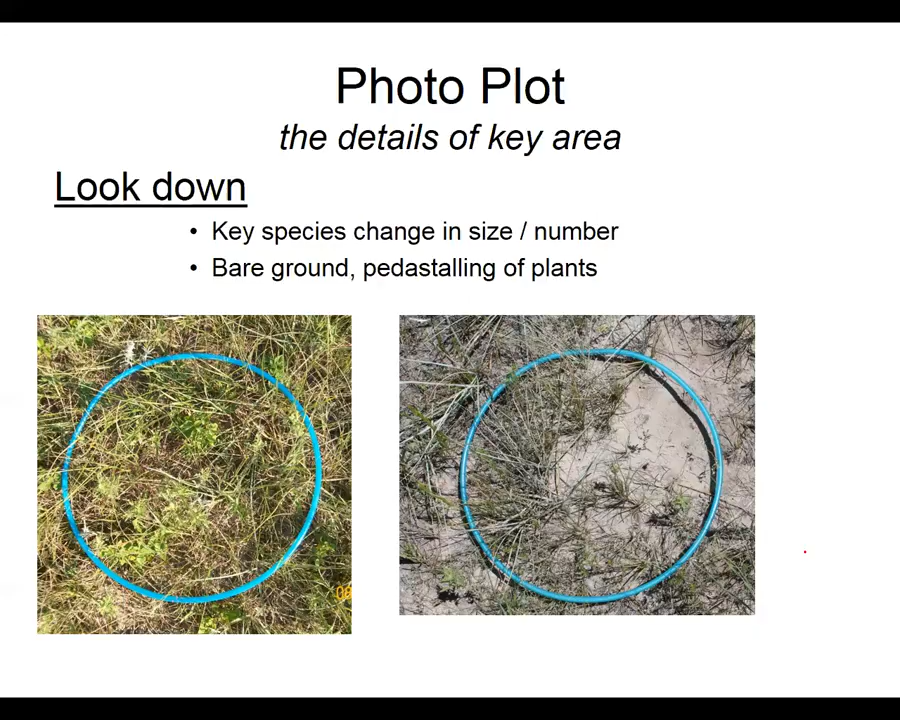 Photo Plot
the details of key area
Look down
• Key species change in size / number
• Bare ground, pedastalling of plants